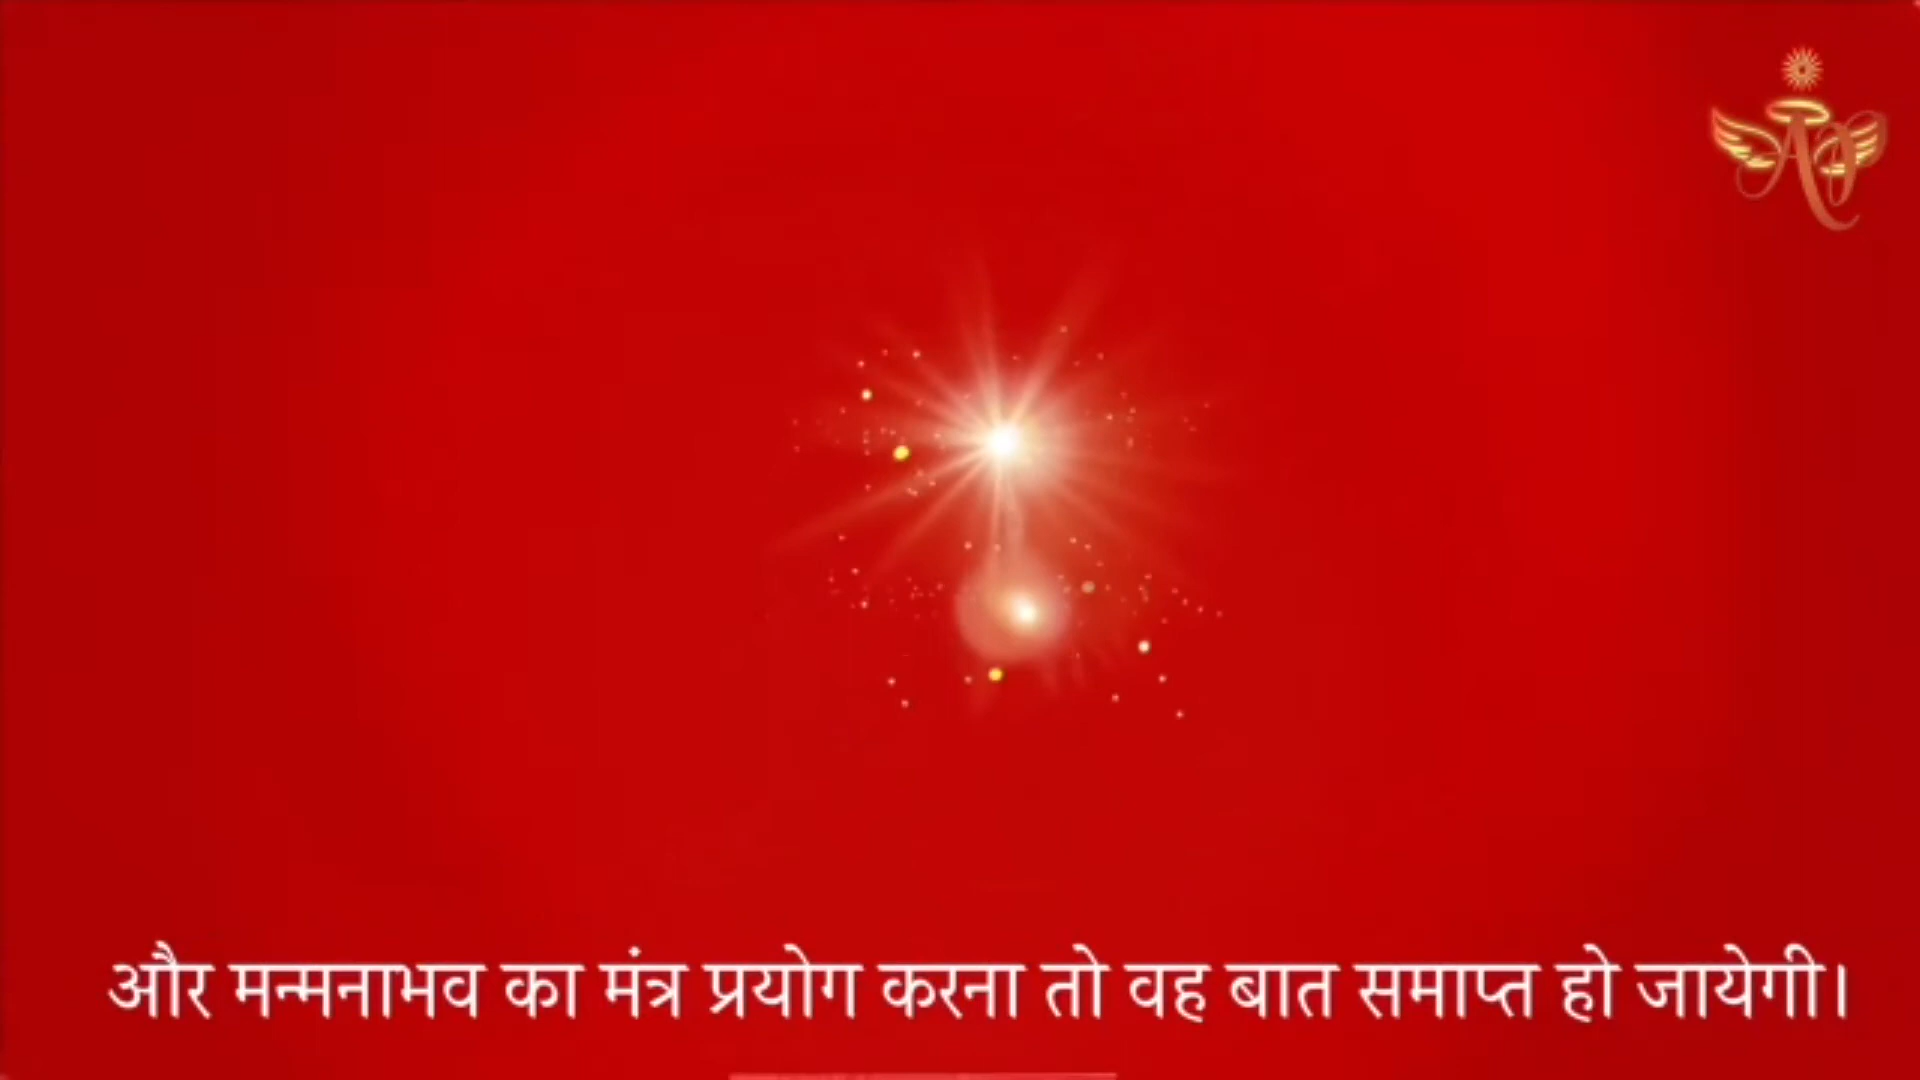 और मन्मनाभव का मंत्र प्रयोग करना तो वह बात समाप्त हो जायेगी।